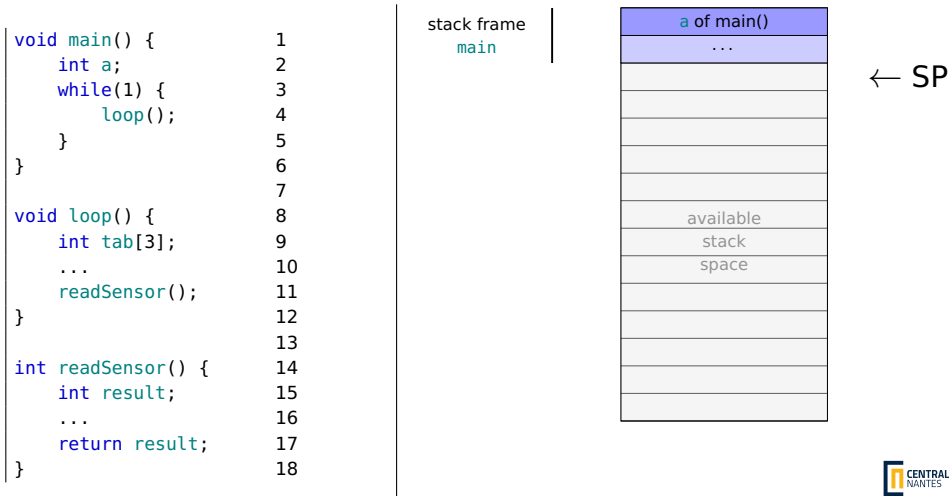 void main() { 1
    int a; 2
    while(1) { 3
        loop(); 4
    } 5
} 6
7
void loop() { 8
    int tab[3]; 9
    ... 10
    readSensor(); 11
} 12
13
int readSensor() { 14
    int result; 15
    ... 16
    return result; 17
} 18
stack frame
main
a of main()
...
← SP
available
stack
space
CENTRAL
NANTES